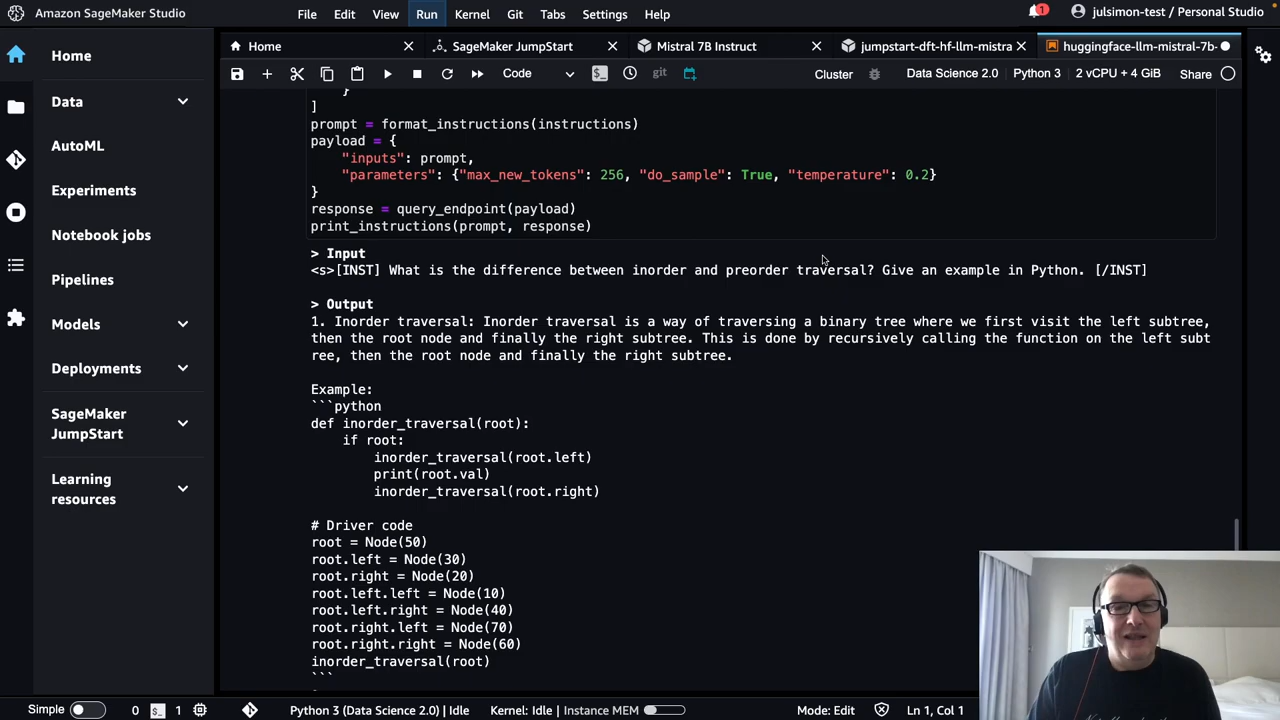 Amazon SageMaker Studio
File Edit View Run Kernel Git Tabs Settings Help
1
julsimon-test / Personal Studio
Home
Data
AutoML
Experiments
Notebook jobs
Pipelines
Models
Deployments
SageMaker
JumpStart
Learning
resources
Home
SageMaker JumpStart
Mistral 7B Instruct
jumpstart-dft-hf-llm-mistra
huggingface-llm-mistral-7b-
Code
git
Cluster
Data Science 2.0
Python 3
2 vCPU + 4 GiB
Share
}
]
prompt = format_instructions(instructions)
payload = {
"inputs": prompt,
"parameters": {"max_new_tokens": 256, "do_sample": True, "temperature": 0.2}
}
response = query_endpoint(payload)
print_instructions(prompt, response)
> Input
<s>[INST] What is the difference between inorder and preorder traversal? Give an example in Python. [/INST]
> Output
1. Inorder traversal: Inorder traversal is a way of traversing a binary tree where we first visit the left subtree,
then the root node and finally the right subtree. This is done by recursively calling the function on the left subt
ree, then the root node and finally the right subtree.
Example:
```python
def inorder_traversal(root):
if root:
inorder_traversal(root.left)
print(root.val)
inorder_traversal(root.right)
# Driver code
root = Node(50)
root.left = Node(30)
root.right = Node(20)
root.left.left = Node(10)
root.left.right = Node(40)
root.right.left = Node(70)
root.right.right = Node(60)
inorder_traversal(root)
```
Simple
0
1
Python 3 (Data Science 2.0) | Idle
Kernel: Idle | Instance MEM
Mode: Edit
Ln 1, Col 1